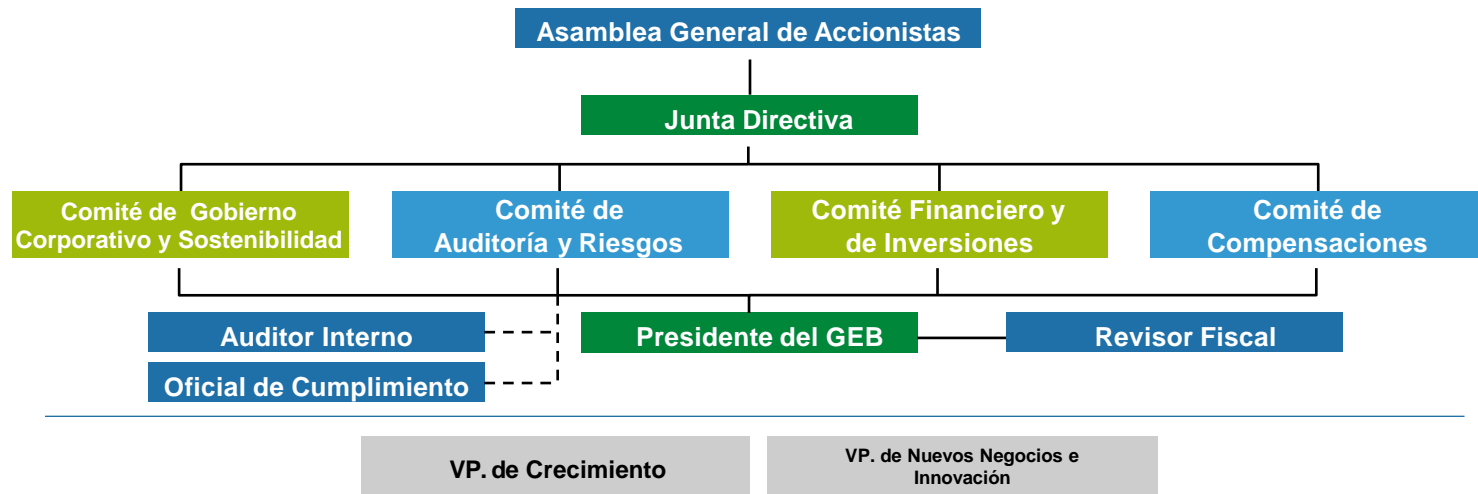 Asamblea General de Accionistas
Junta Directiva
Comité de Gobierno
Corporativo y Sostenibilidad
Comité de
Auditoría y Riesgos
Comité Financiero y
de Inversiones
Comité de
Compensaciones
Auditor Interno
Presidente del GEB
Revisor Fiscal
Oficial de Cumplimiento
VP. de Crecimiento
VP. de Nuevos Negocios e
Innovación